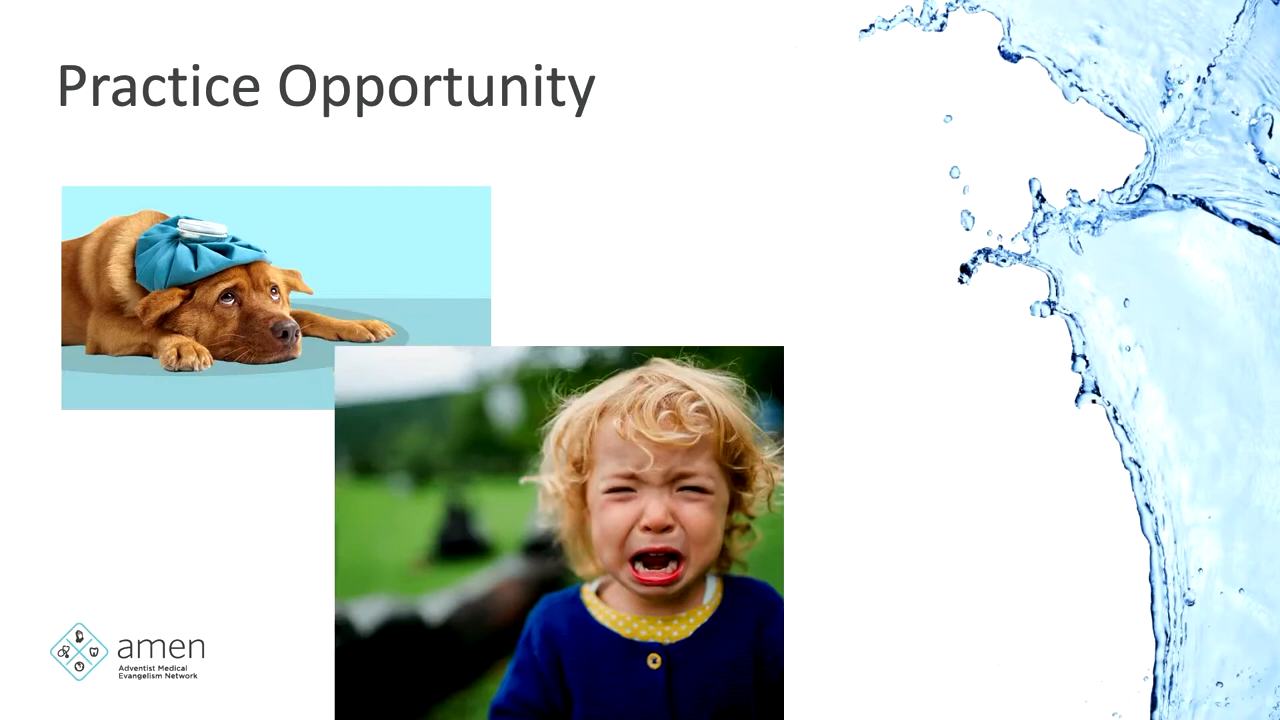 Practice Opportunity
amen
Adventist Medical
Evangelism Network